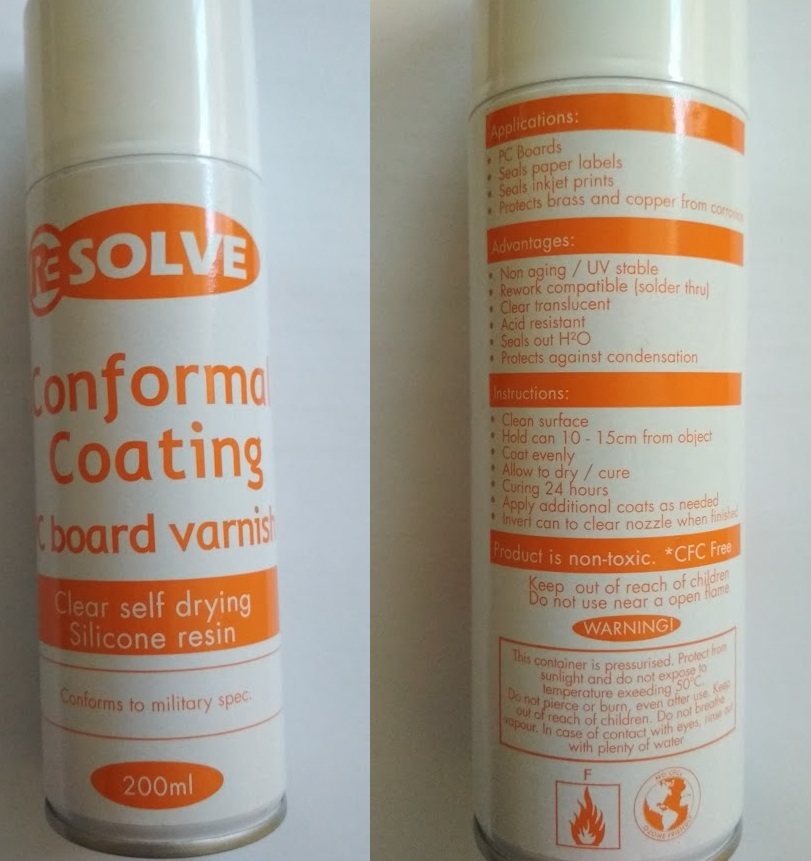 RESOLVE
Conforma
Coating
C board varnish
Clear self drying
Silicone resin
Conforms to military spec.
200ml
Applications:
• PC Boards
• Seals paper labels
• Seals inkjet prints
• Protects brass and copper from corrosion
Advantages:
• Non aging / UV stable
• Rework compatible (solder thru)
• Clear translucent
• Acid resistant
• Seals out H²O
• Protects against condensation
Instructions:
• Clean surface
• Hold can 10 - 15cm from object
• Coat evenly
• Allow to dry / cure
• Curing 24 hours
• Apply additional coats as needed
• Invert can to clear nozzle when finished
Product is non-toxic. *CFC Free
Keep out of reach of children
Do not use near a open flame
WARNING!
This container is pressurised. Protect from
sunlight and do not expose to
temperature exeeding 50°C.
Do not pierce or burn, even after use. Keep
out of reach of children. Do not breathe
vapour. In case of contact with eyes, rinse out
with plenty of water
F
NO CFCs
OZONE FRIENDLY